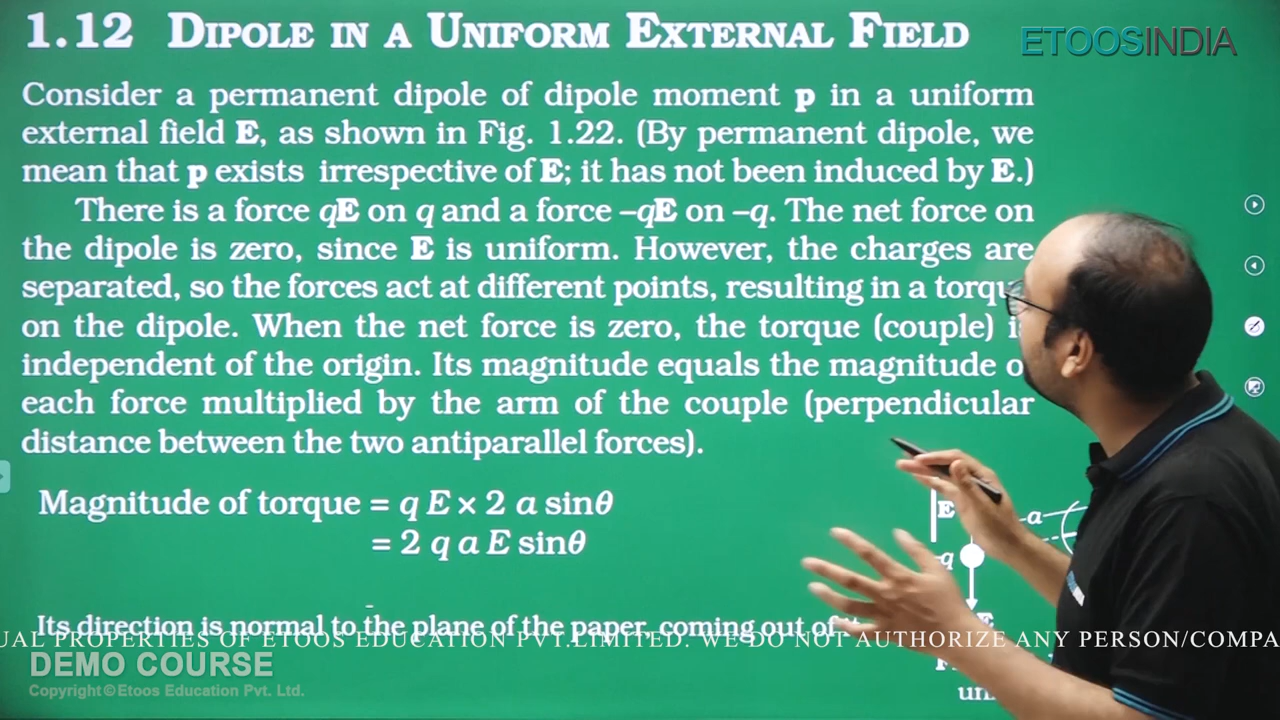 1.12 DIPOLE IN A UNIFORM EXTERNAL FIELD
ETOOSINDIA
Consider a permanent dipole of dipole moment p in a uniform
external field E, as shown in Fig. 1.22. (By permanent dipole, we
mean that p exists irrespective of E; it has not been induced by E.)
There is a force qE on q and a force –qE on –q. The net force on
the dipole is zero, since E is uniform. However, the charges are
separated, so the forces act at different points, resulting in a
on the dipole. When the net force is zero, the torque (couple)
independent of the origin. Its magnitude equals the magnitude
each force multiplied by the arm of the couple (perpendicular
distance between the two antiparallel forces).
Magnitude of torque = q E × 2 a sinθ
= 2 q a E sinθ
E
a
Its direction is normal to the plane of the paper, coming out of
PROPERTIES OF ETOOS EDUCATION PVT.LIMITED. WE DO NOT AUTHORIZE ANY
DEMO COURSE
Copyright©Etoos Education Pvt. Ltd.